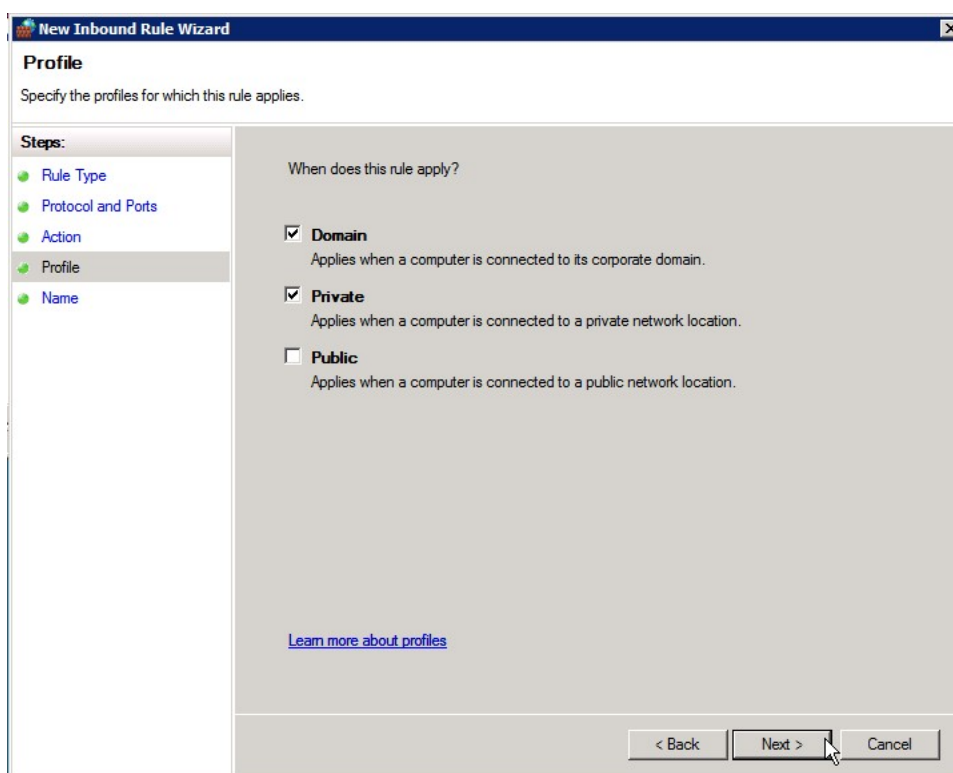 New Inbound Rule Wizard
Profile
Specify the profiles for which this rule applies.
Steps:
Rule Type
Protocol and Ports
Action
Profile
Name
When does this rule apply?
Domain
Applies when a computer is connected to its corporate domain.
Private
Applies when a computer is connected to a private network location.
Public
Applies when a computer is connected to a public network location.
Learn more about profiles
< Back
Next >
Cancel